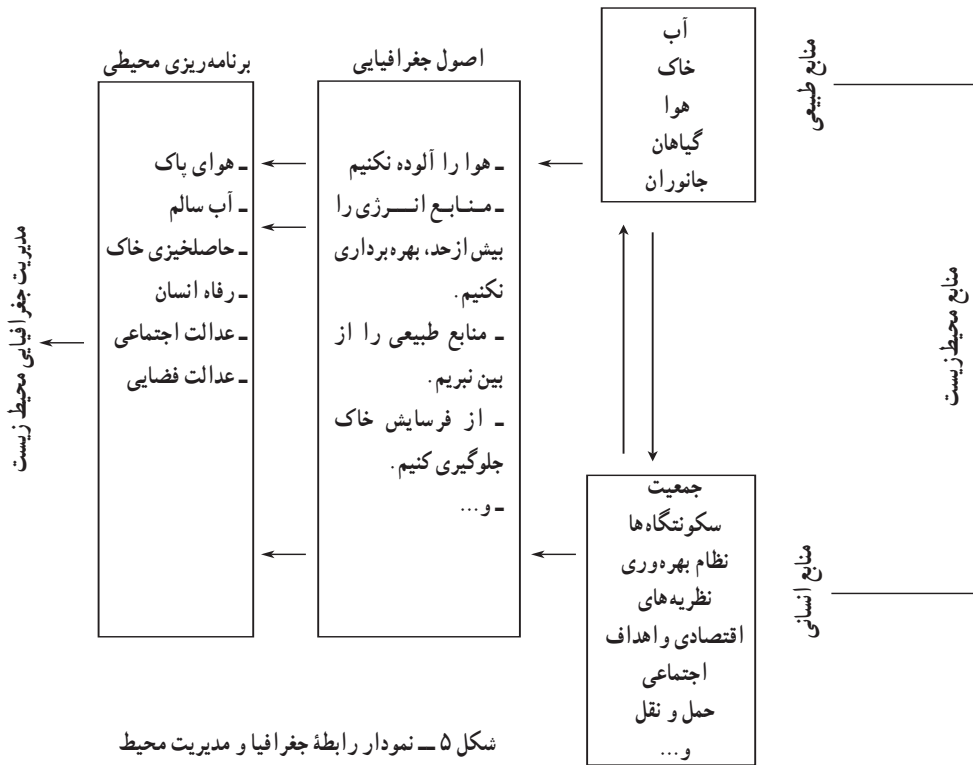 منابع محیط‌زیست
منابع طبیعی
آب
خاک
هوا
گیاهان
جانوران
منابع انسانی
جمعیت
سکونتگاه‌ها
نظام بهره‌وری
نظریه‌های
اقتصادی و اهداف
اجتماعی
حمل و نقل
و...
اصول جغرافیایی
ـ هوا را آلوده نکنیم
ـ منابع انرژی را
بیش از حد، بهره‌برداری
نکنیم.
ـ منابع طبیعی را از
بین نبریم.
ـ از فرسایش خاک
جلوگیری کنیم.
ـ و...
برنامه‌ریزی محیطی
ـ هوای پاک
ـ آب سالم
ـ حاصلخیزی خاک
ـ رفاه انسان
ـ عدالت اجتماعی
ـ عدالت فضایی
مدیریت جغرافیایی محیط زیست
شکل ۵ ــ نمودار رابطهٔ جغرافیا و مدیریت محیط